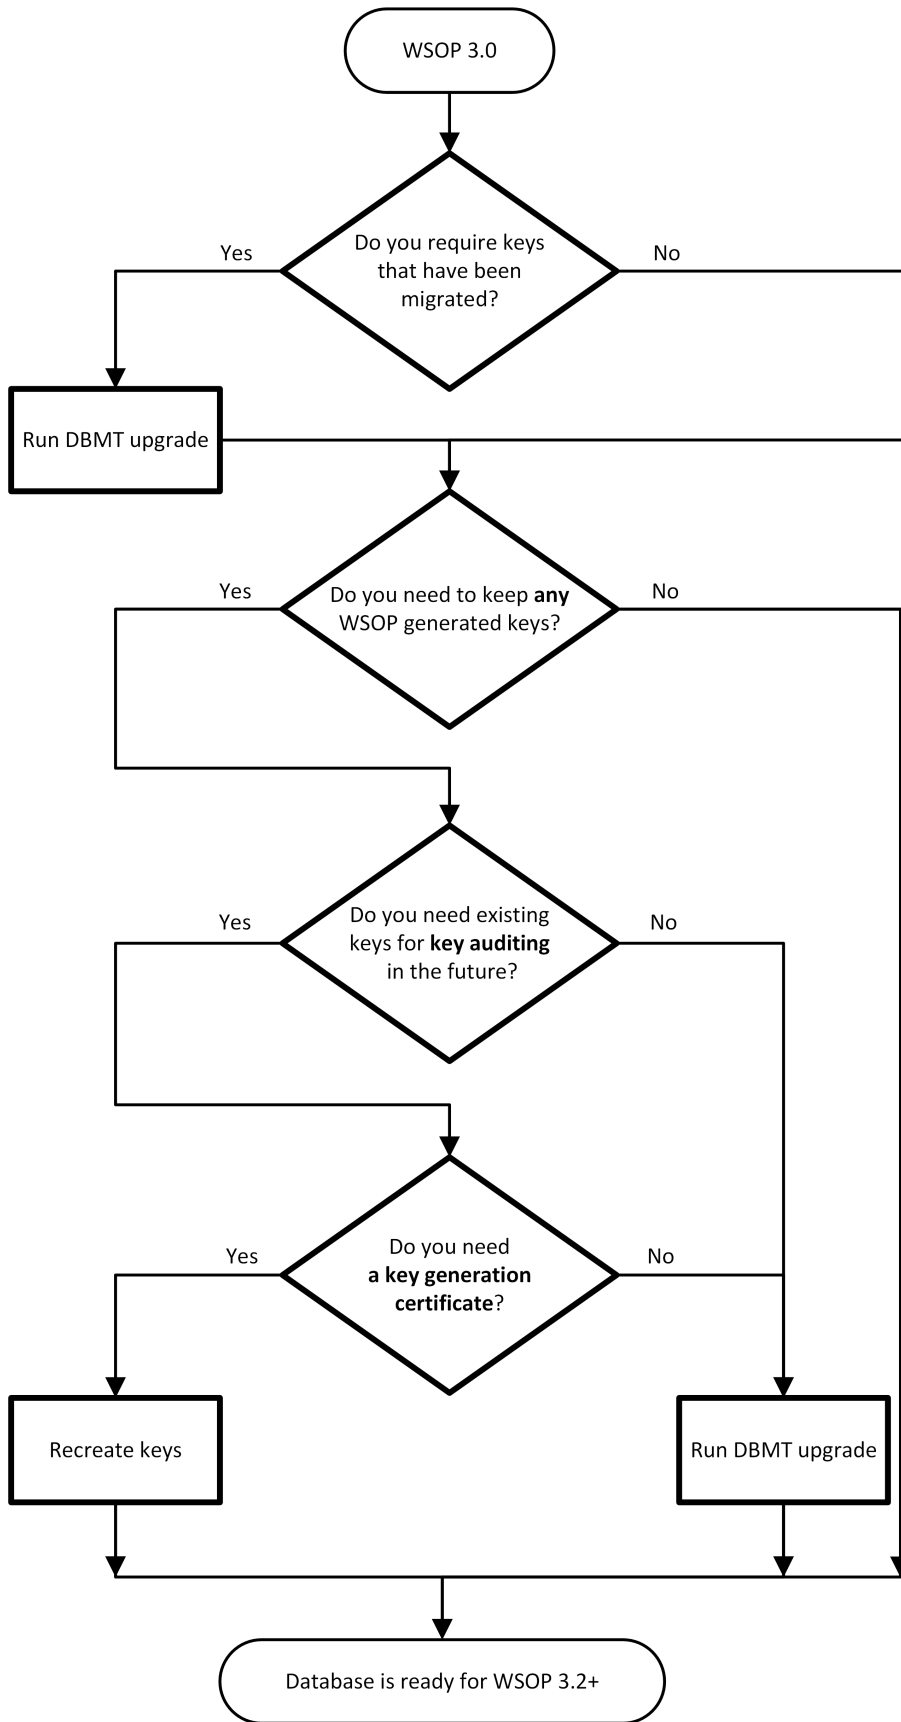 WSOP 3.0
Do you require keys
that have been
migrated?
Yes
No
Run DBMT upgrade
Do you need to keep any
WSOP generated keys?
Yes
No
Do you need existing
keys for key auditing
in the future?
Yes
No
Do you need
a key generation
certificate?
Yes
No
Recreate keys
Run DBMT upgrade
Database is ready for WSOP 3.2+